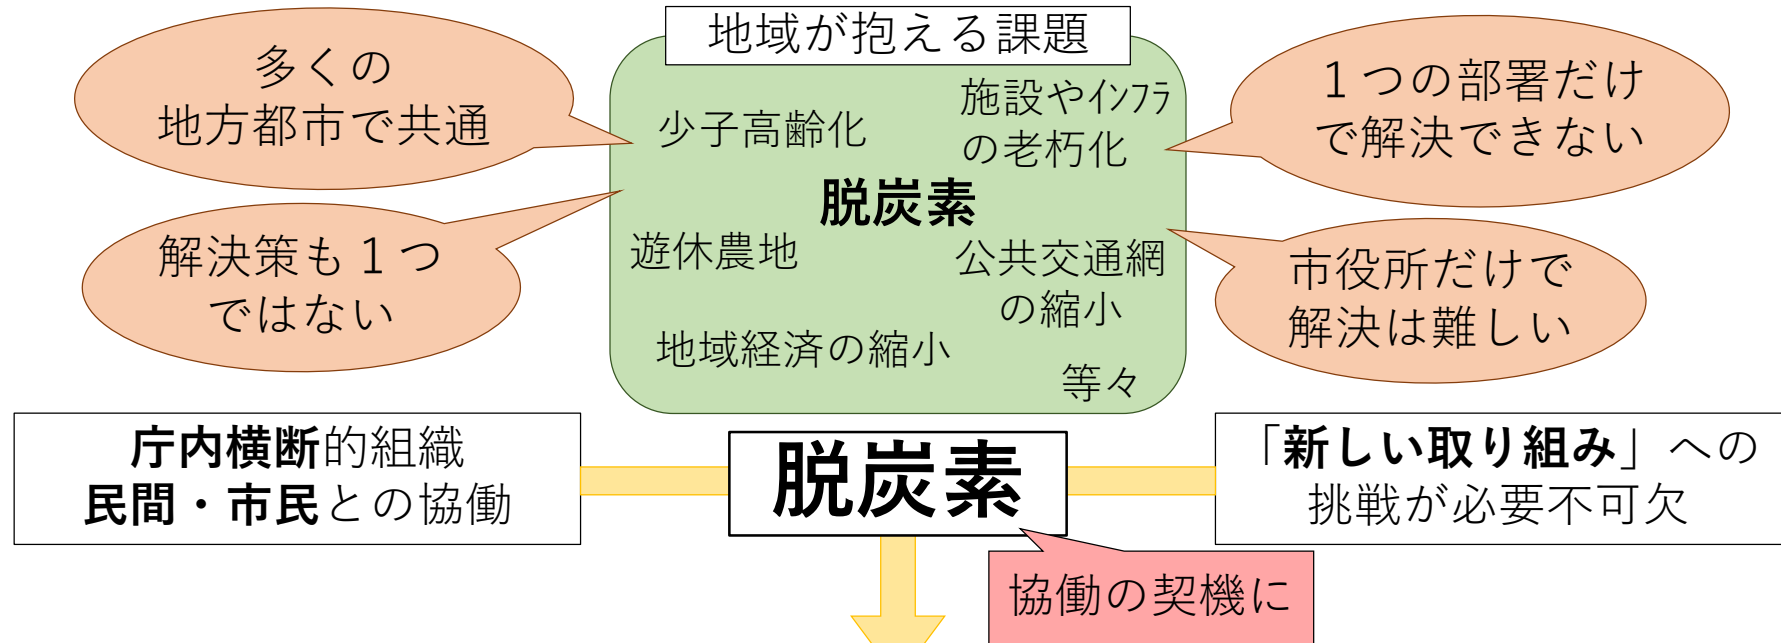 地域が抱える課題
多くの
地方都市で共通
少子高齢化
施設やｲﾝﾌﾗ
の老朽化
１つの部署だけ
で解決できない
脱炭素
解決策も１つ
ではない
遊休農地
公共交通網
の縮小
市役所だけで
解決は難しい
地域経済の縮小
等々
庁内横断的組織
民間・市民との協働
脱炭素
「新しい取り組み」への
挑戦が必要不可欠
協働の契機に